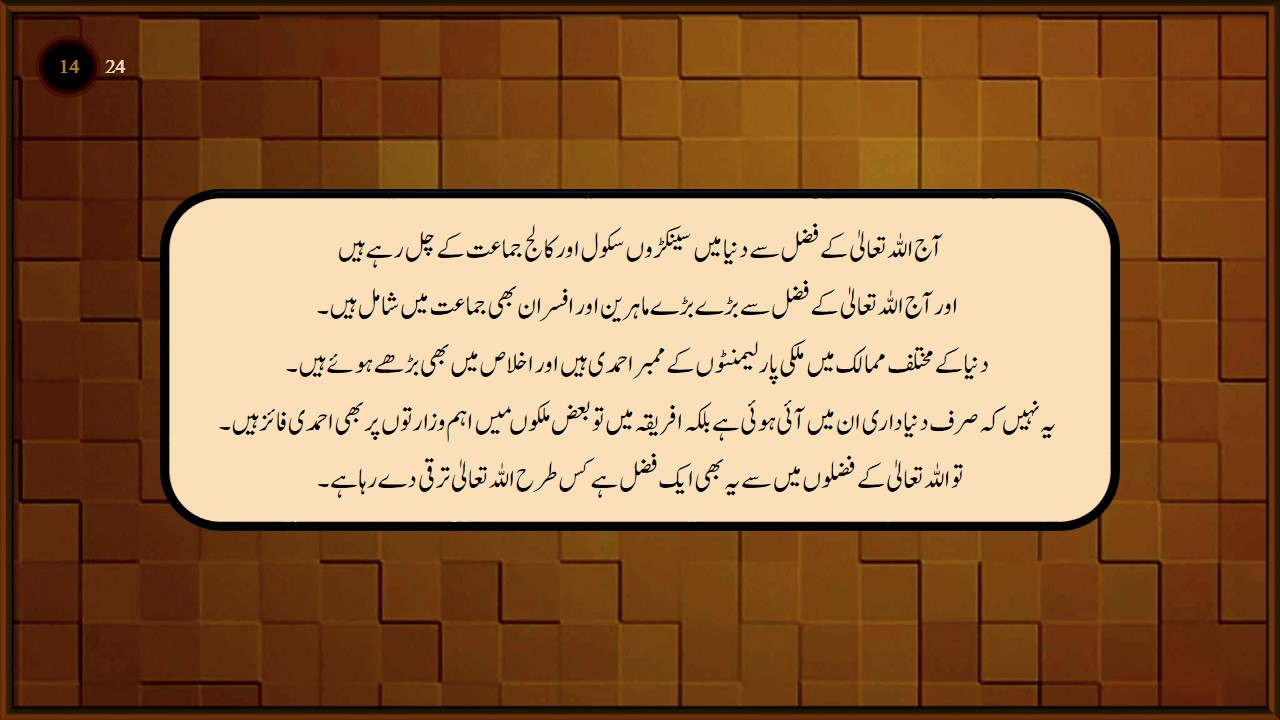 14 24
آج اللہ تعالیٰ کے فضل سے دنیا میں سینکڑوں سکول اور کالج جماعت کے چل رہے ہیں
اور آج اللہ تعالیٰ کے فضل سے بڑے بڑے ماہرین اور افسران بھی جماعت میں شامل ہیں۔
دنیا کے مختلف ممالک میں ملکی پارلیمنٹوں کے ممبر احمدی ہیں اور اخلاص میں بھی بڑھے ہوئے ہیں۔
یہ نہیں کہ صرف دنیاداری ان میں آئی ہوئی ہے بلکہ افریقہ میں تو بعض ملکوں میں اہم وزارتوں پر بھی احمدی فائز ہیں۔
تو اللہ تعالیٰ کے فضلوں میں سے یہ بھی ایک فضل ہے کس طرح اللہ تعالیٰ ترقی دے رہا ہے۔